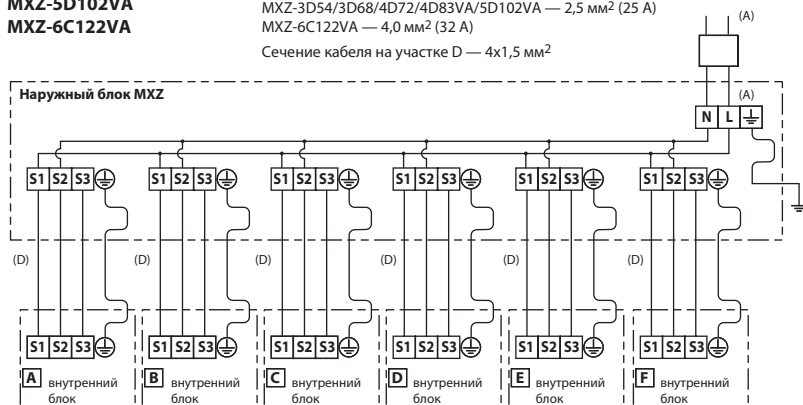 MXZ-5D102VA
MXZ-6C122VA
MXZ-3D54/3D68/4D72/4D83VA/5D102VA — 2,5 мм² (25 А)
MXZ-6C122VA — 4,0 мм² (32 А)
Сечение кабеля на участке D — 4x1,5 мм²
(A)
Наружный блок MXZ
(A)
N L
S1 S2 S3 S1 S2 S3 S1 S2 S3 S1 S2 S3 S1 S2 S3 S1 S2 S3
(D) (D) (D) (D) (D) (D)
S1 S2 S3 S1 S2 S3 S1 S2 S3 S1 S2 S3 S1 S2 S3 S1 S2 S3
A внутренний B внутренний C внутренний D внутренний E внутренний F внутренний
блок блок блок блок блок блок